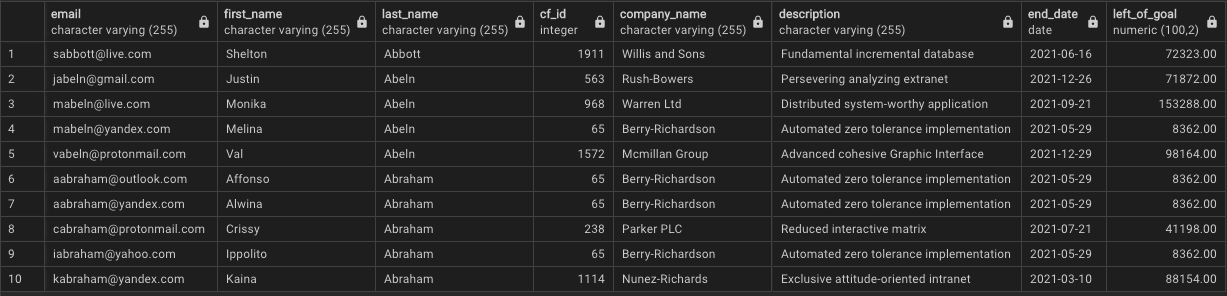 email first_name last_name cf_id company_name description end_date left_of_goal
character varying (255) character varying (255) character varying (255) integer character varying (255) character varying (255) date numeric (100,2)
1 sabbott@live.com Shelton Abbott 1911 Willis and Sons Fundamental incremental database 2021-06-16 72323.00
2 jabeln@gmail.com Justin Abeln 563 Rush-Bowers Persevering analyzing extranet 2021-12-26 71872.00
3 mabeln@live.com Monika Abeln 968 Warren Ltd Distributed system-worthy application 2021-09-21 153288.00
4 mabeln@yandex.com Melina Abeln 65 Berry-Richardson Automated zero tolerance implementation 2021-05-29 8362.00
5 vabeln@protonmail.com Val Abeln 1572 Mcmillan Group Advanced cohesive Graphic Interface 2021-12-29 98164.00
6 aabraham@outlook.com Affonso Abraham 65 Berry-Richardson Automated zero tolerance implementation 2021-05-29 8362.00
7 aabraham@yandex.com Alwina Abraham 65 Berry-Richardson Automated zero tolerance implementation 2021-05-29 8362.00
8 cabraham@protonmail.com Crissy Abraham 238 Parker PLC Reduced interactive matrix 2021-07-21 41198.00
9 iabraham@yahoo.com Ippolito Abraham 65 Berry-Richardson Automated zero tolerance implementation 2021-05-29 8362.00
10 kabraham@yandex.com Kaina Abraham 1114 Nunez-Richards Exclusive attitude-oriented intranet 2021-03-10 88154.00